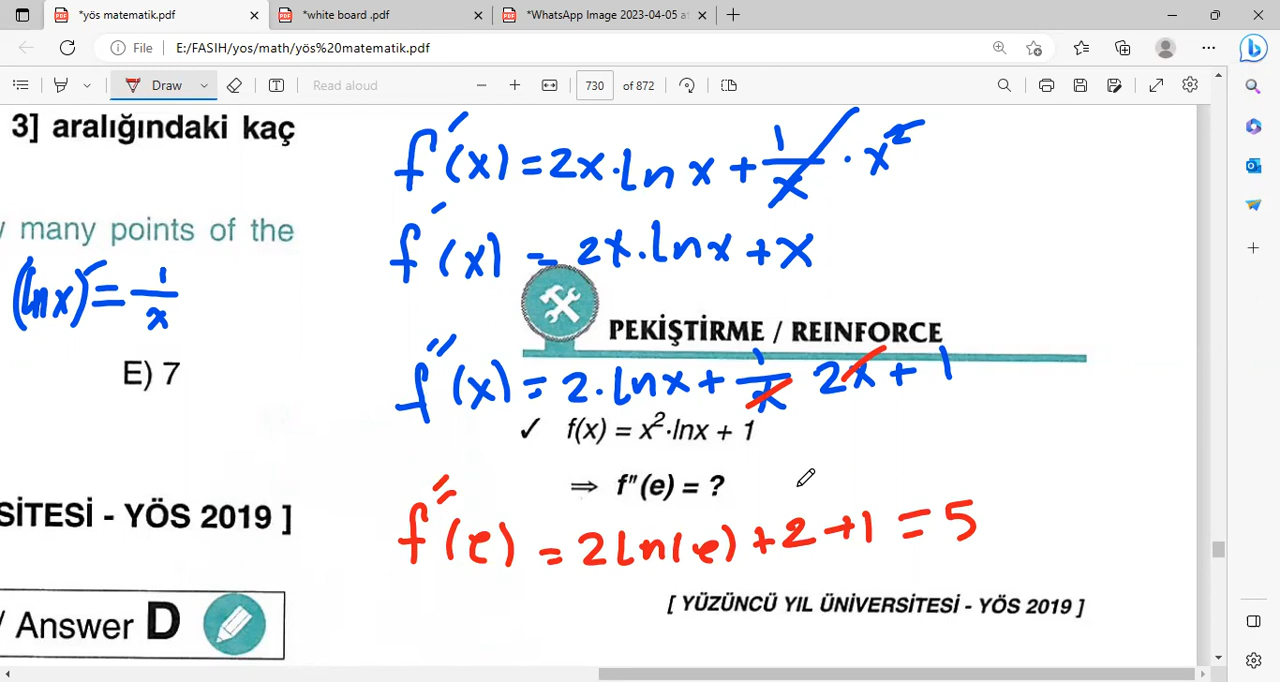 *yös matematik.pdf
*white board .pdf
*WhatsApp Image 2023-04-05 at
File E:/FASIH/yos/math/yös%20matematik.pdf
Draw
Read aloud
730 of 872
3] aralığındaki kaç
many points of the
(lnx)' = 1/x
E) 7
SİTESİ - YÖS 2019 ]
/ Answer D
f'(x) = 2x·lnx + 1/x · x²
f'(x) = 2x·lnx + x
PEKİŞTİRME / REINFORCE
f''(x) = 2·lnx + 1/x 2x + 1
✓ f(x) = x²·lnx + 1
⇒ f"(e) = ?
f''(e) = 2ln(e) + 2 + 1 = 5
[ YÜZÜNCÜ YIL ÜNİVERSİTESİ - YÖS 2019 ]